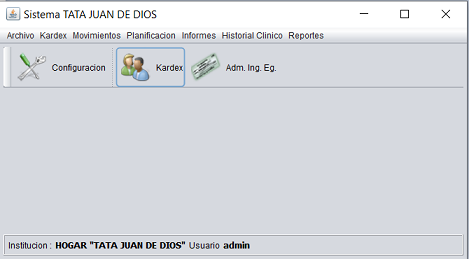 Sistema TATA JUAN DE DIOS
Archivo Kardex Movimientos Planificacion Informes Historial Clinico Reportes
Configuracion Kardex Adm. Ing. Eg.
Institucion : HOGAR "TATA JUAN DE DIOS" Usuario admin